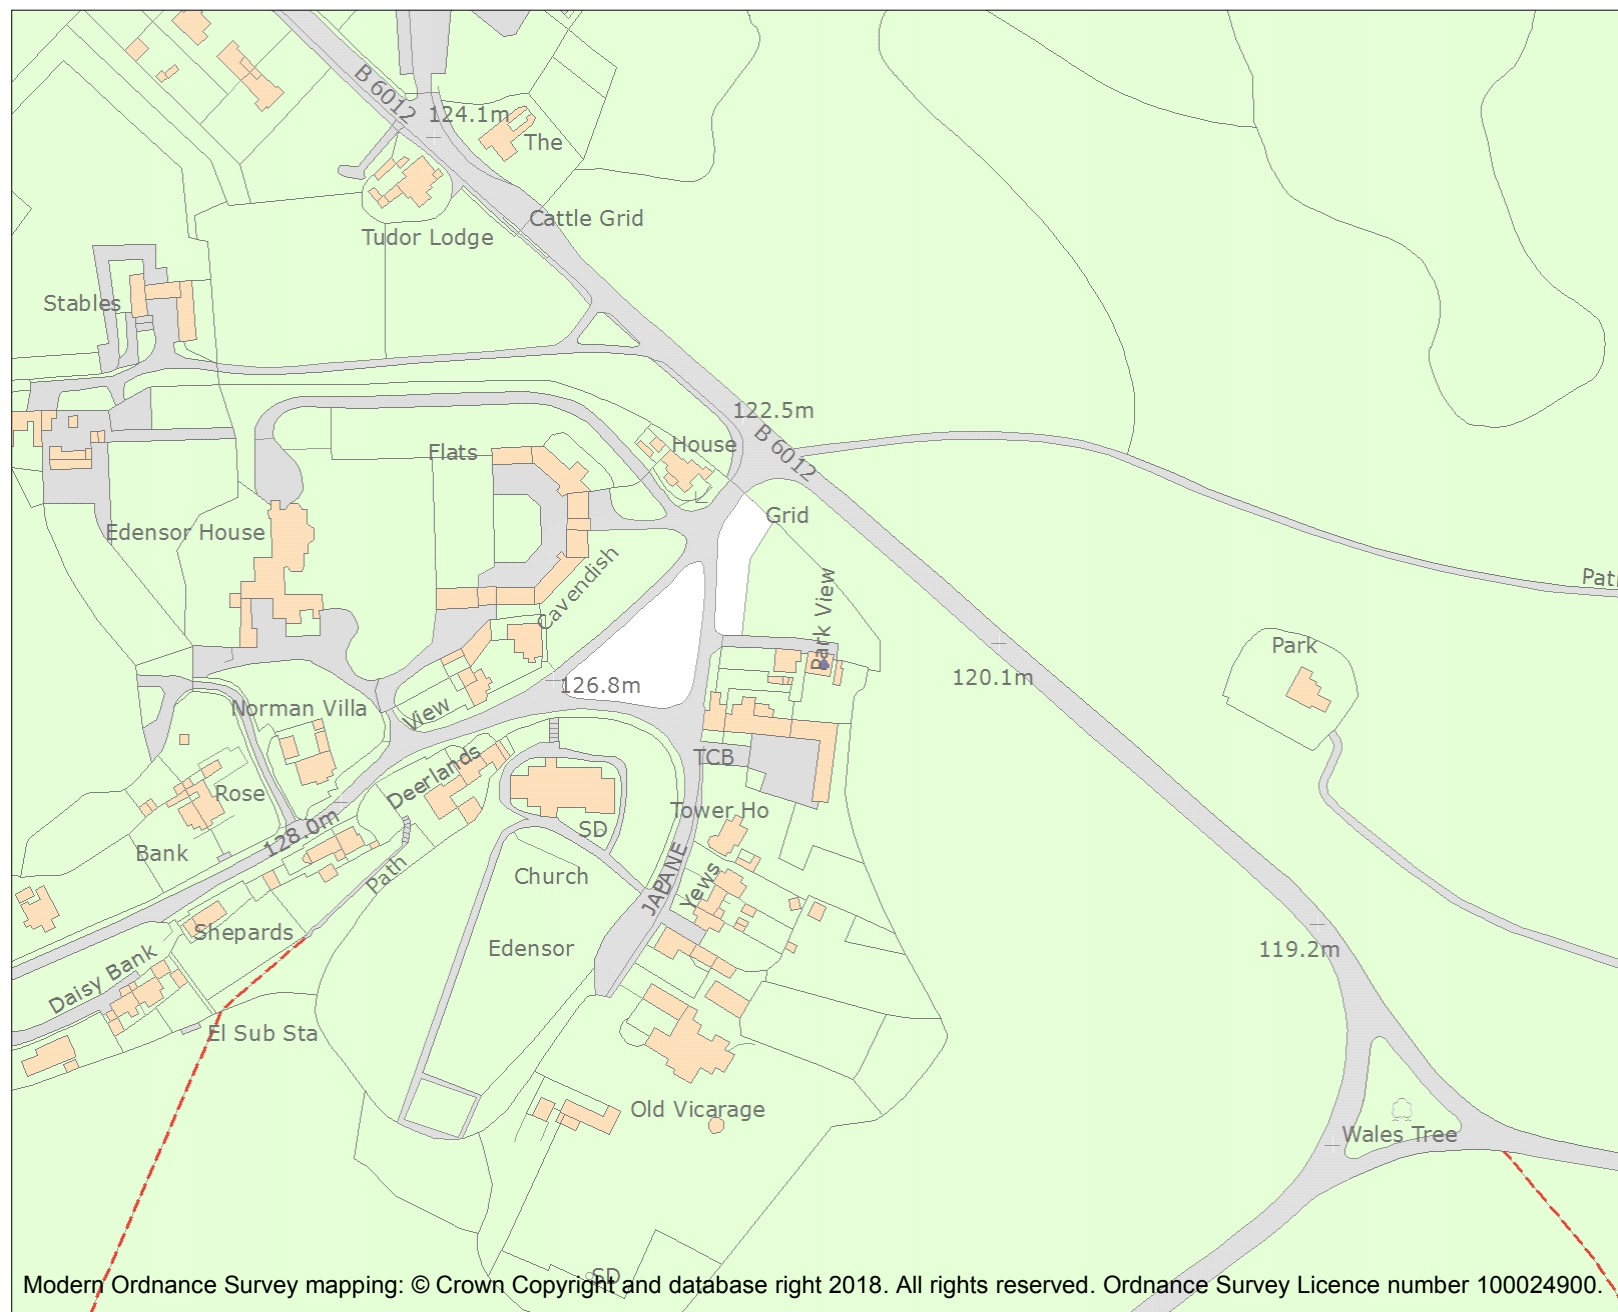 B 6012
124.1m
The
Cattle Grid
Tudor Lodge
Stables
122.5m
B 6012
House
Flats
Grid
Edensor House
Cavendish
Park View
Path
Park
120.1m
126.8m
Norman Villa
View
TCB
Deerlands
Rose
Tower Ho
SD
128.0m
Bank
Path
Church
JAPANE
Yews
Shepards
Edensor
119.2m
Daisy Bank
El Sub Sta
Old Vicarage
Wales Tree
SD
Modern Ordnance Survey mapping: © Crown Copyright and database right 2018. All rights reserved. Ordnance Survey Licence number 100024900.